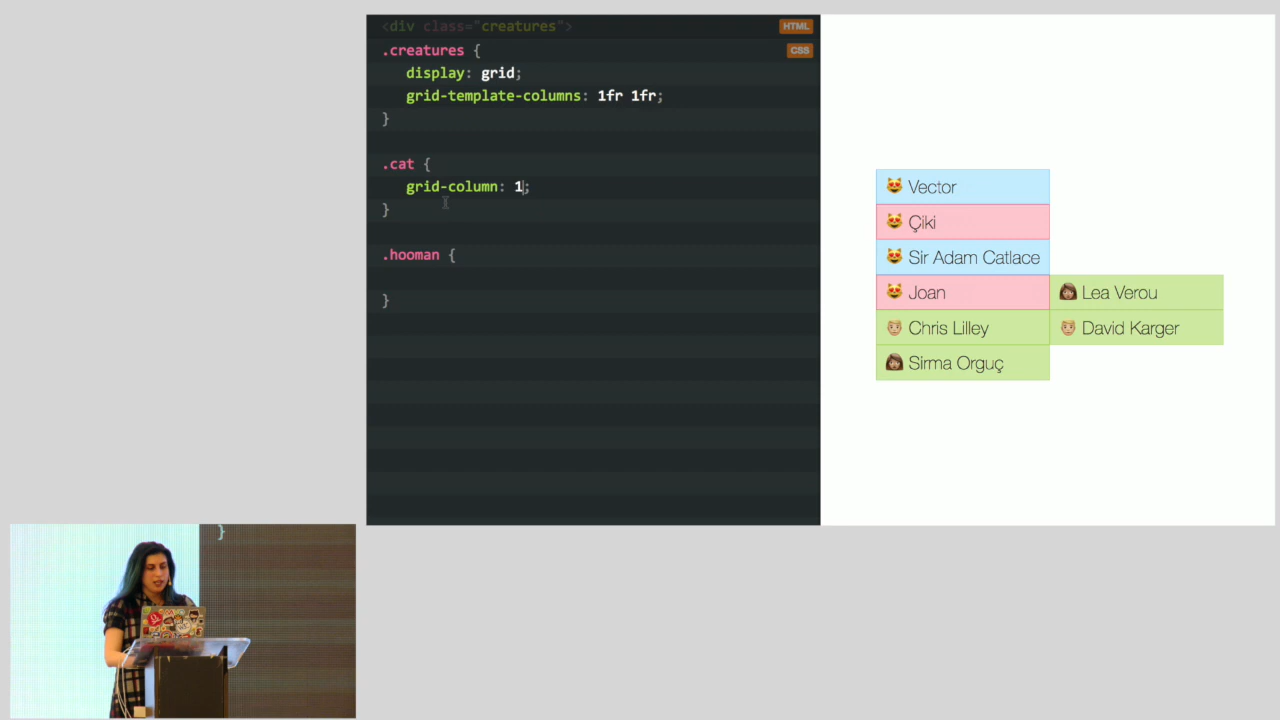 <div class="creatures">
HTML
.creatures {
CSS
display: grid;
grid-template-columns: 1fr 1fr;
}
.cat {
grid-column: 1;
}
.hooman {
}
Vector
Çiki
Sir Adam Catlace
Joan
Lea Verou
Chris Lilley
David Karger
Sirma Orguç
}